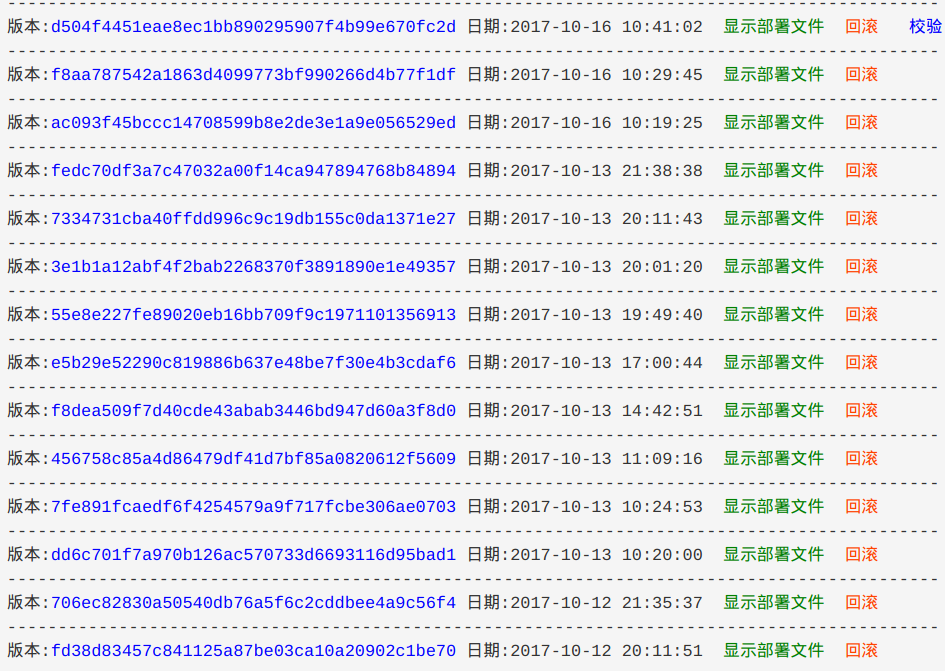 版本:d504f4451eae8ec1bb890295907f4b99e670fc2d 日期:2017-10-16 10:41:02 显示部署文件 回滚 校验
版本:f8aa787542a1863d4099773bf990266d4b77f1df 日期:2017-10-16 10:29:45 显示部署文件 回滚
版本:ac093f45bccc14708599b8e2de3e1a9e056529ed 日期:2017-10-16 10:19:25 显示部署文件 回滚
版本:fedc70df3a7c47032a00f14ca947894768b84894 日期:2017-10-13 21:38:38 显示部署文件 回滚
版本:7334731cba40ffdd996c9c19db155c0da1371e27 日期:2017-10-13 20:11:43 显示部署文件 回滚
版本:3e1b1a12abf4f2bab2268370f3891890e1e49357 日期:2017-10-13 20:01:20 显示部署文件 回滚
版本:55e8e227fe89020eb16bb709f9c1971101356913 日期:2017-10-13 19:49:40 显示部署文件 回滚
版本:e5b29e52290c819886b637e48be7f30e4b3cdaf6 日期:2017-10-13 17:00:44 显示部署文件 回滚
版本:f8dea509f7d40cde43abab3446bd947d60a3f8d0 日期:2017-10-13 14:42:51 显示部署文件 回滚
版本:456758c85a4d86479df41d7bf85a0820612f5609 日期:2017-10-13 11:09:16 显示部署文件 回滚
版本:7fe891fcaedf6f4254579a9f717fcbe306ae0703 日期:2017-10-13 10:24:53 显示部署文件 回滚
版本:dd6c701f7a970b126ac570733d6693116d95bad1 日期:2017-10-13 10:20:00 显示部署文件 回滚
版本:706ec82830a50540db76a5f6c2cddbee4a9c56f4 日期:2017-10-12 21:35:37 显示部署文件 回滚
版本:fd38d83457c841125a87be03ca10a20902c1be70 日期:2017-10-12 20:11:51 显示部署文件 回滚